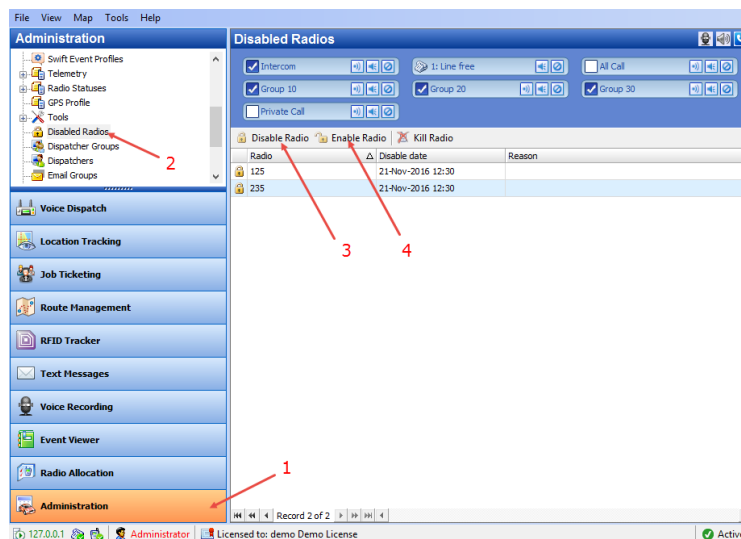 File View Map Tools Help
Administration
Swift Event Profiles
Telemetry
Radio Statuses
GPS Profile
Tools
Disabled Radios
Dispatcher Groups
Dispatchers
Email Groups
2
Voice Dispatch
Location Tracking
Job Ticketing
Route Management
RFID Tracker
Text Messages
Voice Recording
Event Viewer
Radio Allocation
Administration
1
Disabled Radios
Intercom
1: Line free
All Call
Group 10
Group 20
Group 30
Private Call
Disable Radio Enable Radio Kill Radio
Radio Disable date Reason
125 21-Nov-2016 12:30
235 21-Nov-2016 12:30
3 4
Record 2 of 2
127.0.0.1 Administrator Licensed to: demo Demo License Active